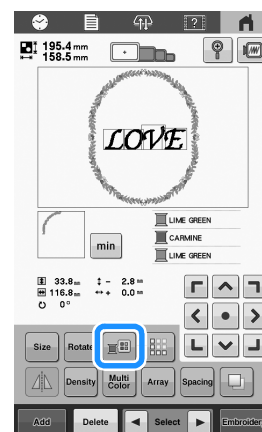 195.4 mm
158.5 mm
LOVE
LIME GREEN
CARMINE
LIME GREEN
min
33.8 mm - 2.8 mm
116.8 mm + 0.0 mm
0°
Size Rotate
Density Multi Color Array Spacing
Add Delete Select Embroider